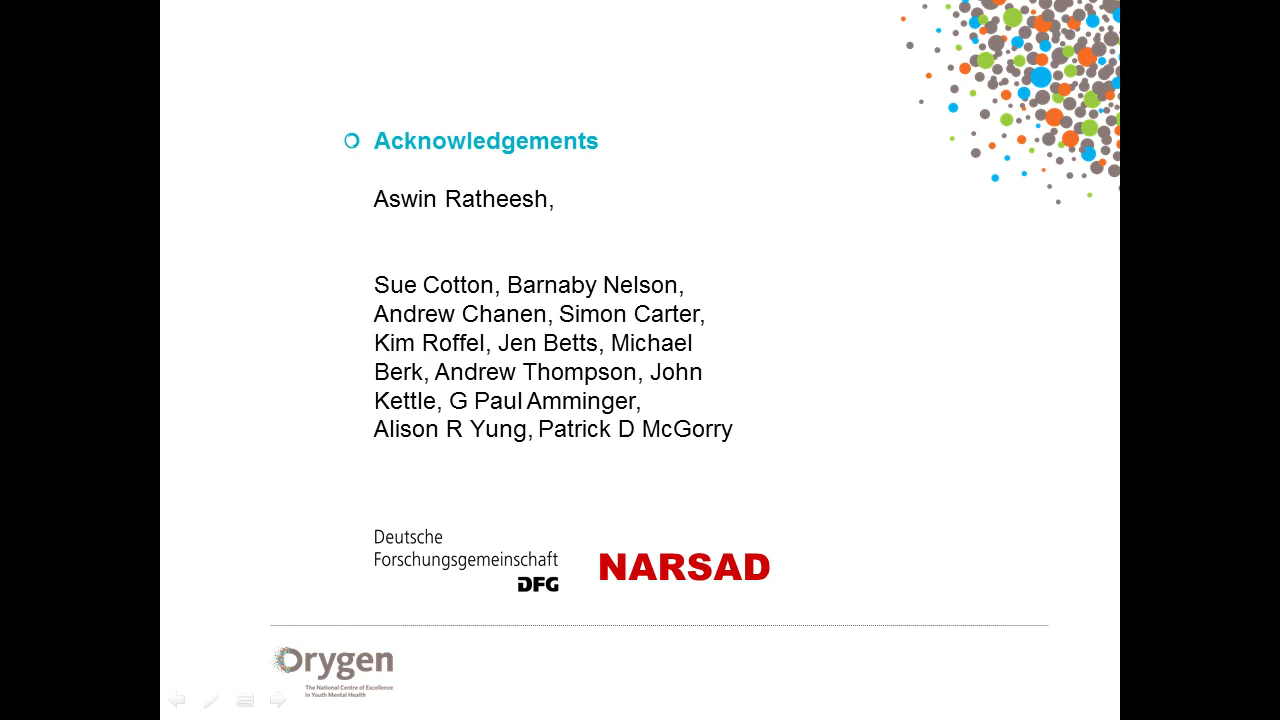 Acknowledgements
Aswin Ratheesh,
Sue Cotton, Barnaby Nelson,
Andrew Chanen, Simon Carter,
Kim Roffel, Jen Betts, Michael
Berk, Andrew Thompson, John
Kettle, G Paul Amminger,
Alison R Yung, Patrick D McGorry
Deutsche
Forschungsgemeinschaft
DFG
NARSAD
Orygen
The National Centre of Excellence
in Youth Mental Health